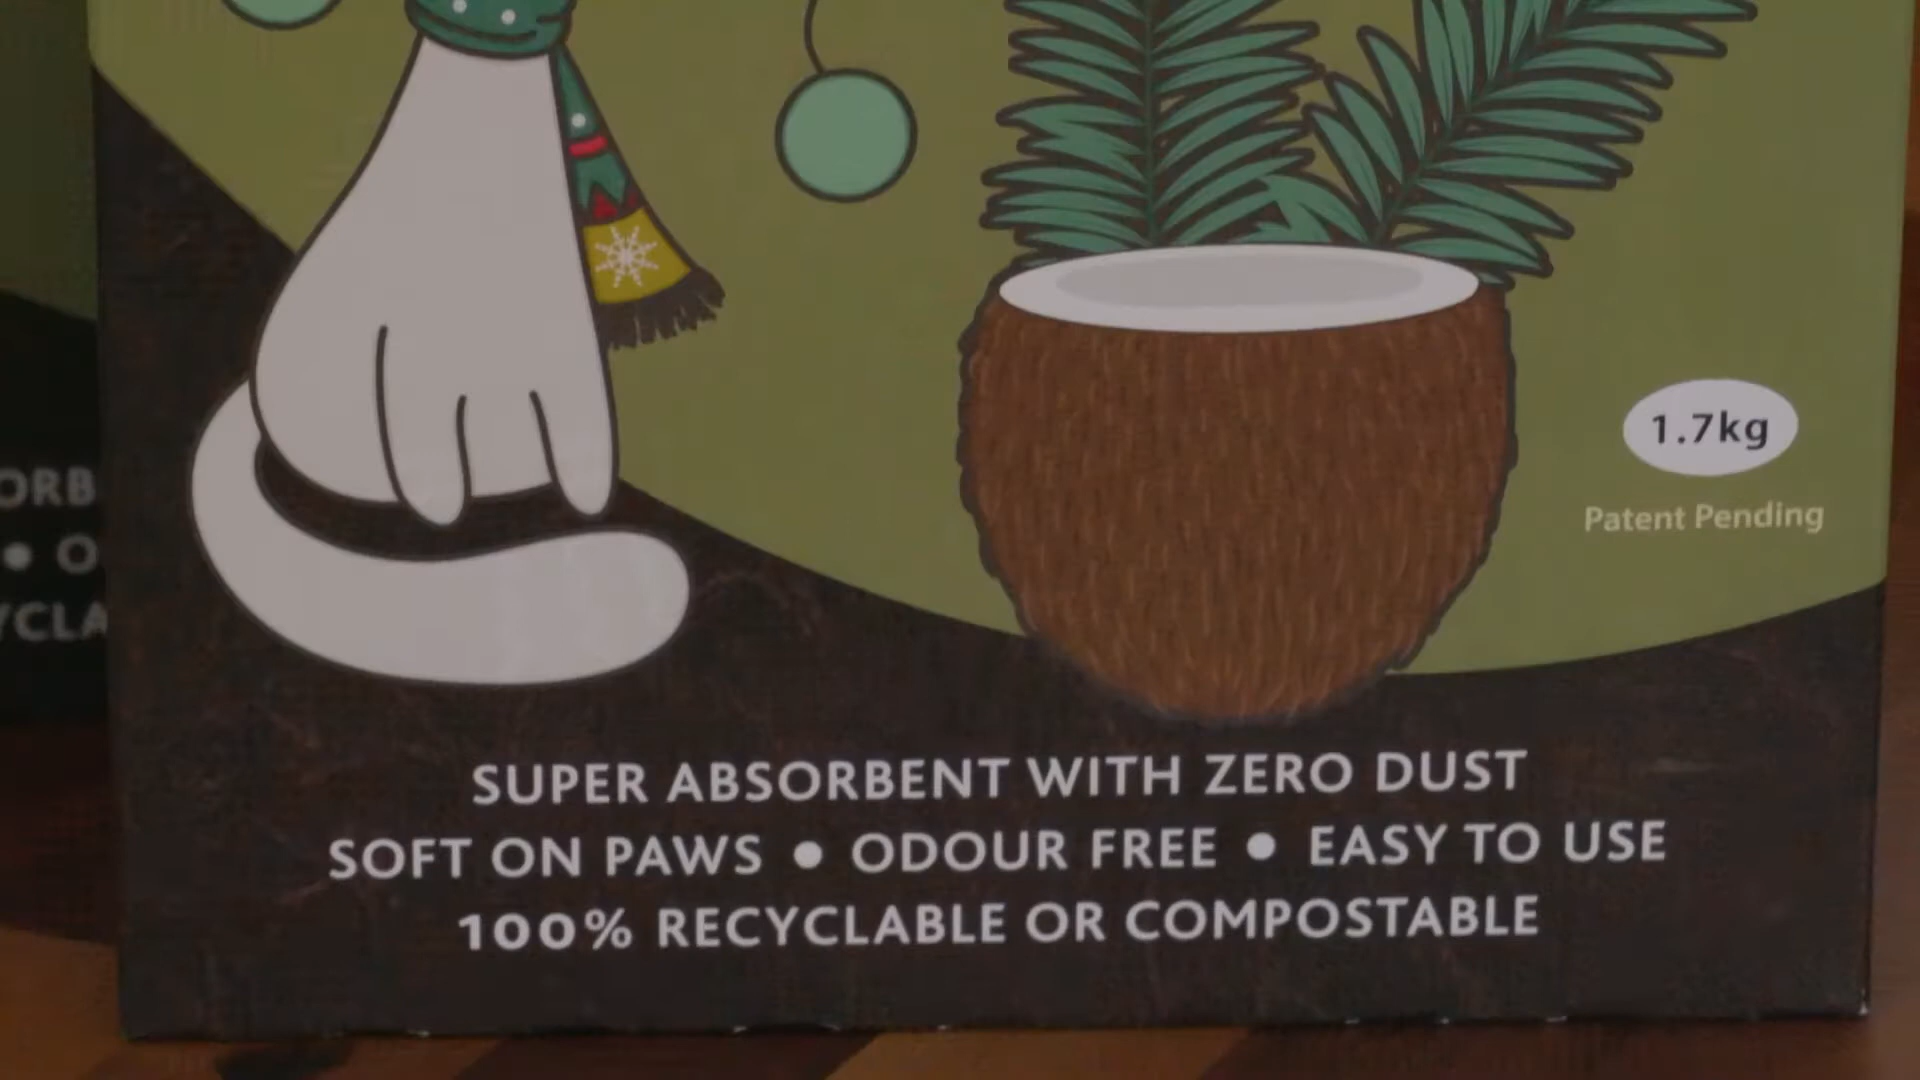 1.7kg
Patent Pending
SUPER ABSORBENT WITH ZERO DUST
SOFT ON PAWS • ODOUR FREE • EASY TO USE
100% RECYCLABLE OR COMPOSTABLE
ORB
• O
YCLA